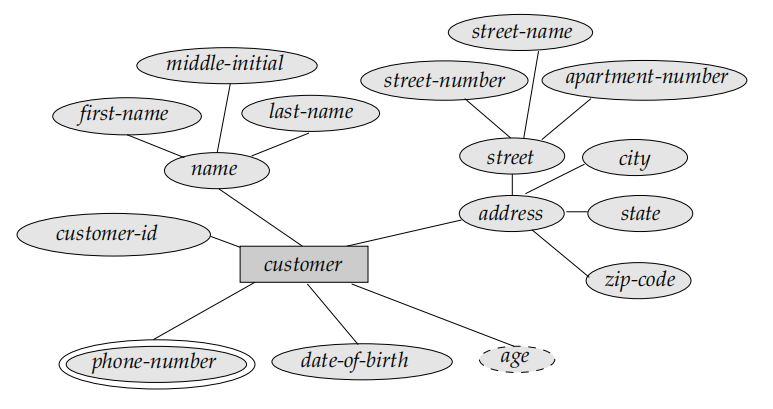 street-name
middle-initial
street-number
apartment-number
first-name
last-name
name
street
city
address
state
customer-id
customer
zip-code
phone-number
date-of-birth
age